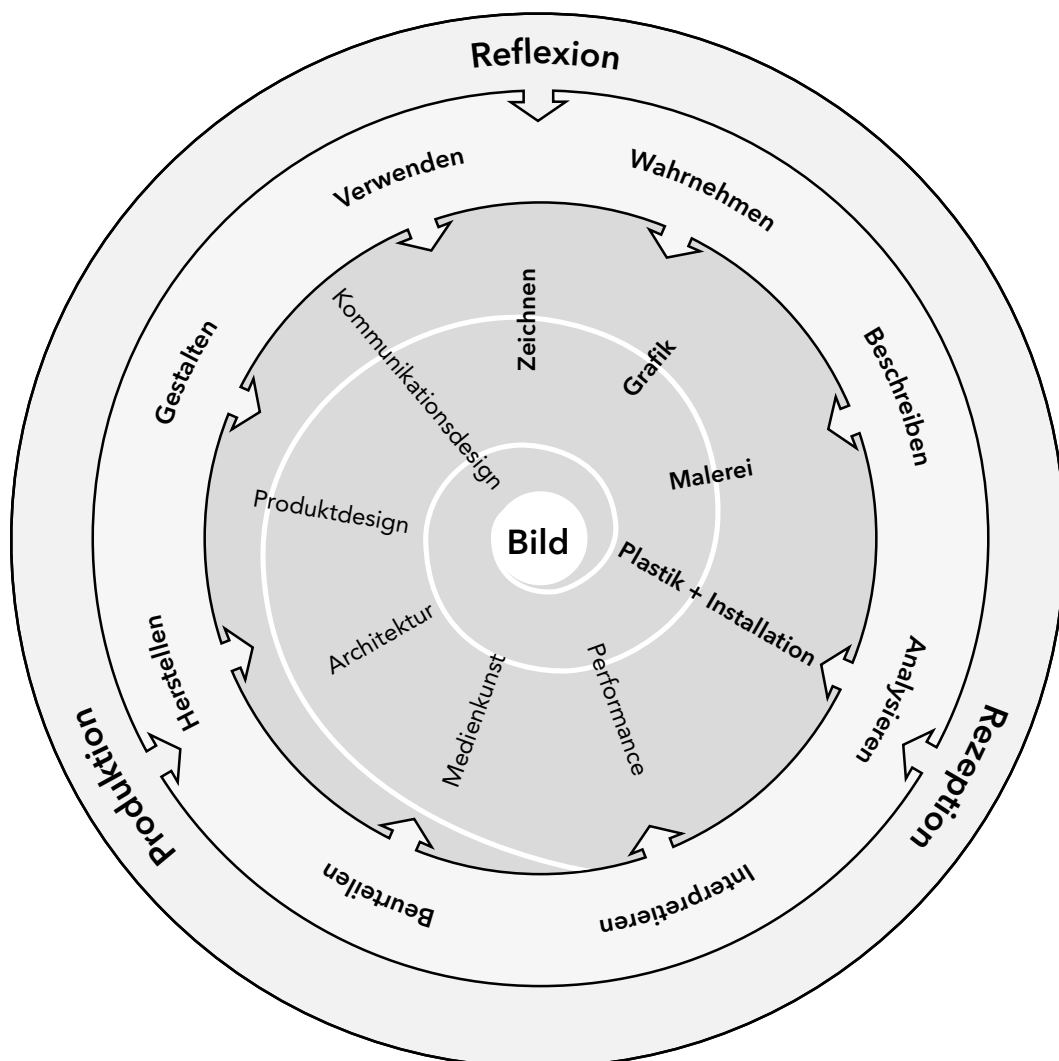 Reflexion
Rezeption
Produktion
Wahrnehmen
Beschreiben
Analysieren
Interpretieren
Beurteilen
Herstellen
Gestalten
Verwenden
Zeichnen
Grafik
Malerei
Plastik + Installation
Performance
Medienkunst
Architektur
Produktdesign
Kommunikationsdesign
Bild